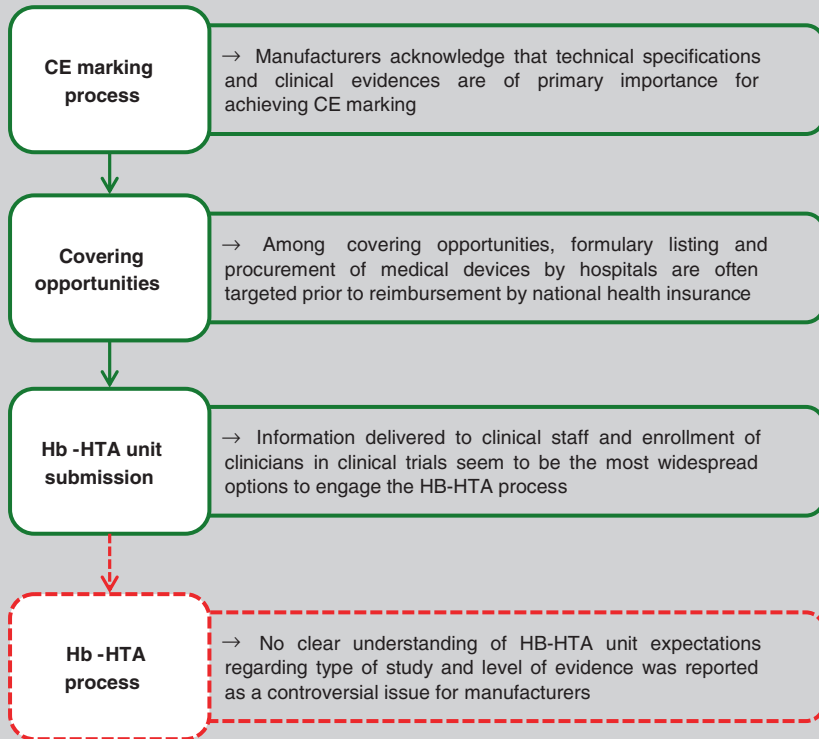 CE marking
process
→ Manufacturers acknowledge that technical specifications
and clinical evidences are of primary importance for
achieving CE marking
Covering
opportunities
→ Among covering opportunities, formulary listing and
procurement of medical devices by hospitals are often
targeted prior to reimbursement by national health insurance
Hb -HTA unit
submission
→ Information delivered to clinical staff and enrollment of
clinicians in clinical trials seem to be the most widespread
options to engage the HB-HTA process
Hb -HTA
process
→ No clear understanding of HB-HTA unit expectations
regarding type of study and level of evidence was reported
as a controversial issue for manufacturers